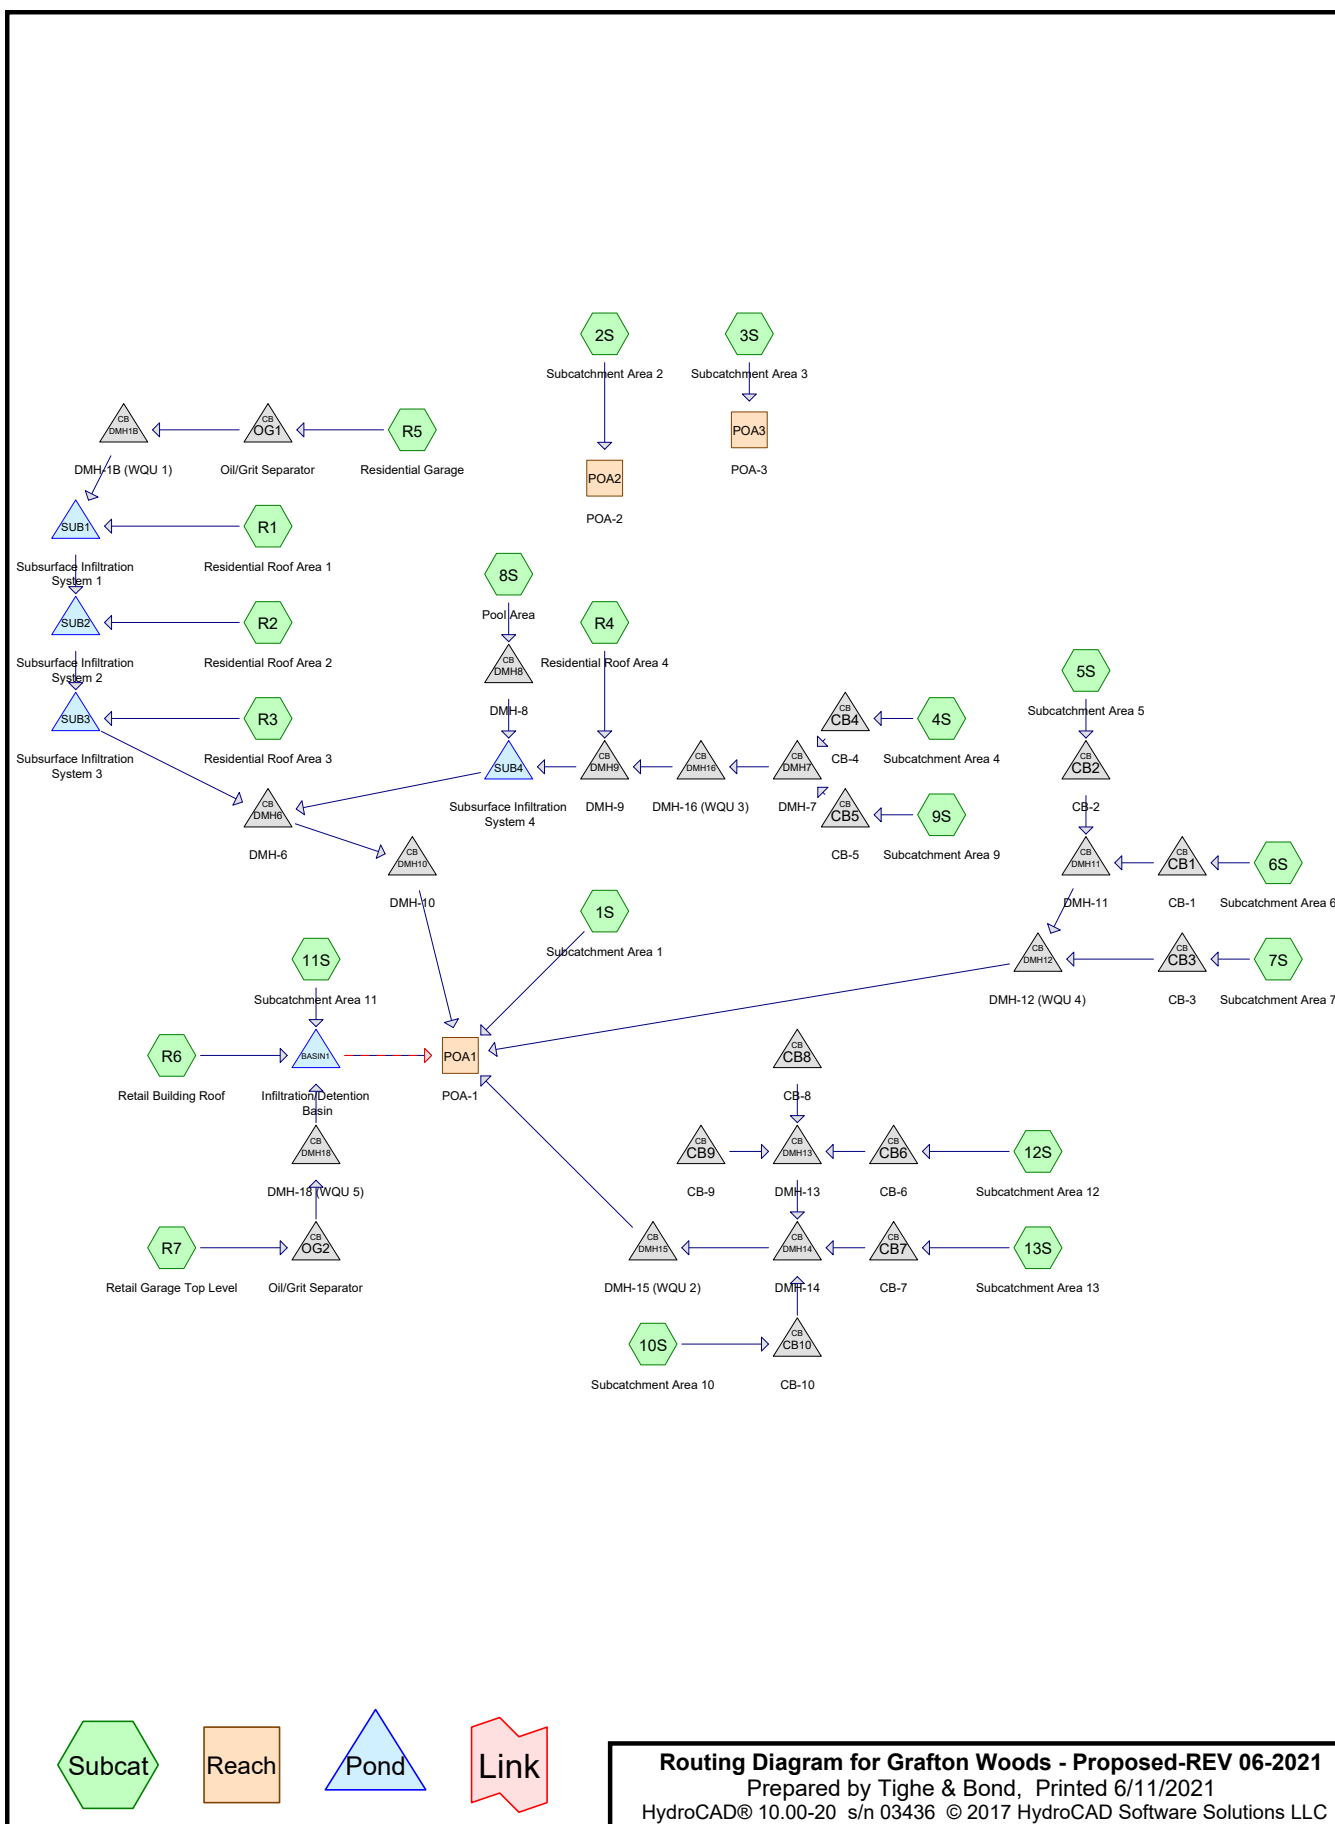 2S
Subcatchment Area 2
3S
Subcatchment Area 3
CB
DMH1B
DMH-1B (WQU 1)
CB
OG1
Oil/Grit Separator
R5
Residential Garage
POA3
POA-3
POA2
POA-2
SUB1
Subsurface Infiltration
System 1
R1
Residential Roof Area 1
8S
Pool Area
SUB2
Subsurface Infiltration
System 2
R2
Residential Roof Area 2
R4
Residential Roof Area 4
CB
DMH8
DMH-8
5S
Subcatchment Area 5
SUB3
Subsurface Infiltration
System 3
R3
Residential Roof Area 3
CB
CB4
CB-4
4S
Subcatchment Area 4
SUB4
Subsurface Infiltration
System 4
CB
DMH9
DMH-9
CB
DMH16
DMH-16 (WQU 3)
CB
DMH7
DMH-7
CB
CB2
CB-2
CB
DMH6
DMH-6
CB
CB5
CB-5
9S
Subcatchment Area 9
CB
DMH10
DMH-10
CB
DMH11
DMH-11
CB
CB1
CB-1
6S
Subcatchment Area 6
1S
Subcatchment Area 1
11S
Subcatchment Area 11
CB
DMH12
DMH-12 (WQU 4)
CB
CB3
CB-3
7S
Subcatchment Area 7
R6
Retail Building Roof
BASIN1
Infiltration/Detention
Basin
POA1
POA-1
CB
CB8
CB-8
CB
DMH18
DMH-18 (WQU 5)
CB
CB9
CB-9
CB
DMH13
DMH-13
CB
CB6
CB-6
12S
Subcatchment Area 12
R7
Retail Garage Top Level
CB
OG2
Oil/Grit Separator
CB
DMH15
DMH-15 (WQU 2)
CB
DMH14
DMH-14
CB
CB7
CB-7
13S
Subcatchment Area 13
10S
Subcatchment Area 10
CB
CB10
CB-10
Subcat
Reach
Pond
Link
Routing Diagram for Grafton Woods - Proposed-REV 06-2021
Prepared by Tighe & Bond, Printed 6/11/2021
HydroCAD® 10.00-20 s/n 03436 © 2017 HydroCAD Software Solutions LLC